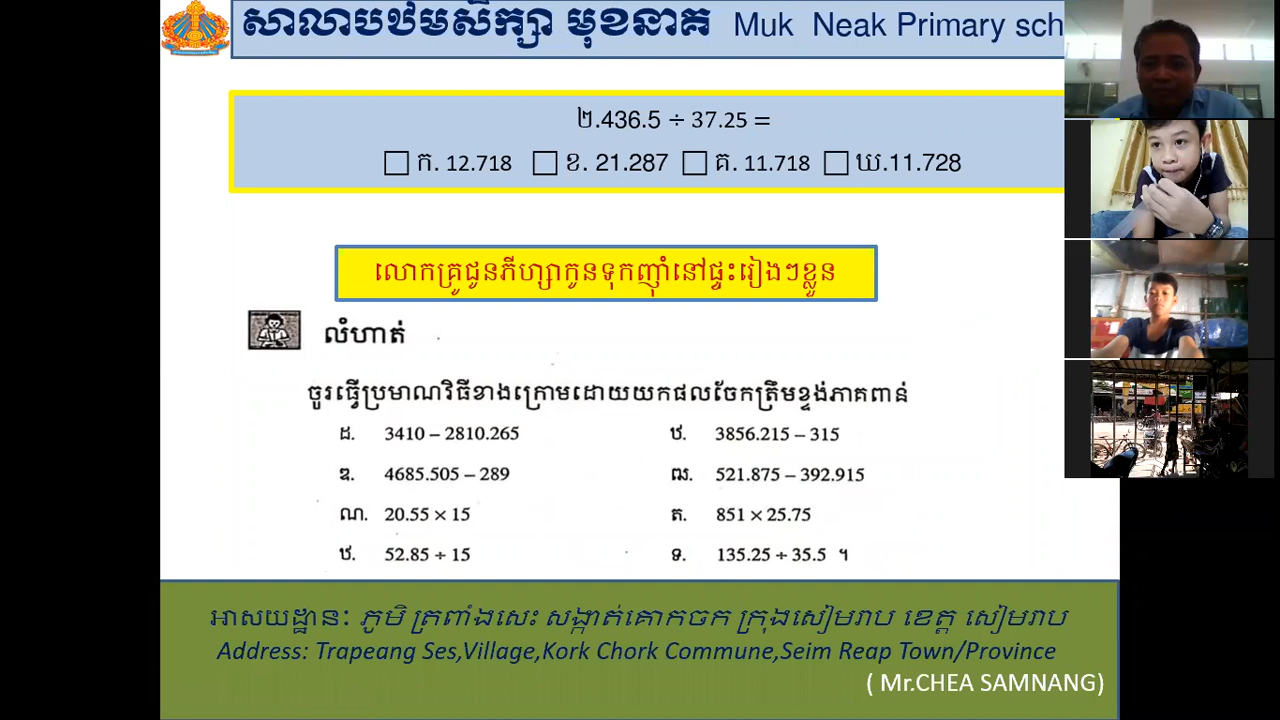 សាលាបឋមសិក្សា មុខនាគ Muk Neak Primary sch
២.436.5 ÷ 37.25 =
ក. 12.718 ខ. 21.287 គ. 11.718 ឃ.11.728
លោកគ្រូជូនភីហ្សាកូនទុកញ៉ាំនៅផ្ទះរៀងៗខ្លួន
លំហាត់
ចូរធ្វើប្រមាណវិធីខាងក្រោមដោយយកផលចែកត្រឹមខ្ទង់ភាគពាន់
ដ. 3410 – 2810.265 ឋ. 3856.215 – 315
ឌ. 4685.505 – 289 ឍ. 521.875 – 392.915
ណ. 20.55 × 15 ត. 851 × 25.75
ឋ. 52.85 ÷ 15 ទ. 135.25 ÷ 35.5 ។
អាសយដ្ឋានៈ ភូមិ ត្រពាំងសេះ សង្កាត់គោកចក ក្រុងសៀមរាប ខេត្ត សៀមរាប
Address: Trapeang Ses,Village,Kork Chork Commune,Seim Reap Town/Province
( Mr.CHEA SAMNANG)